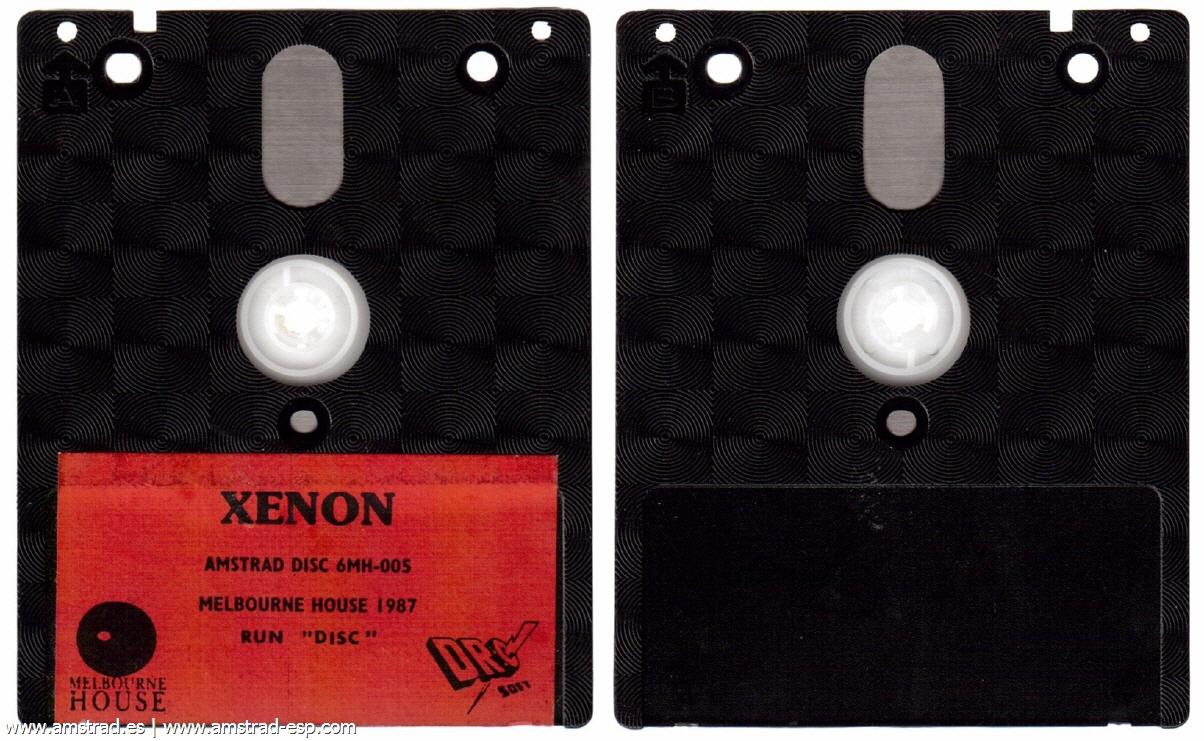 A
B
XENON
AMSTRAD DISC 6MH-005
MELBOURNE HOUSE 1987
RUN "DISC"
MELBOURNE
HOUSE
DRO
SOFT
www.amstrad.es | www.amstrad-esp.com